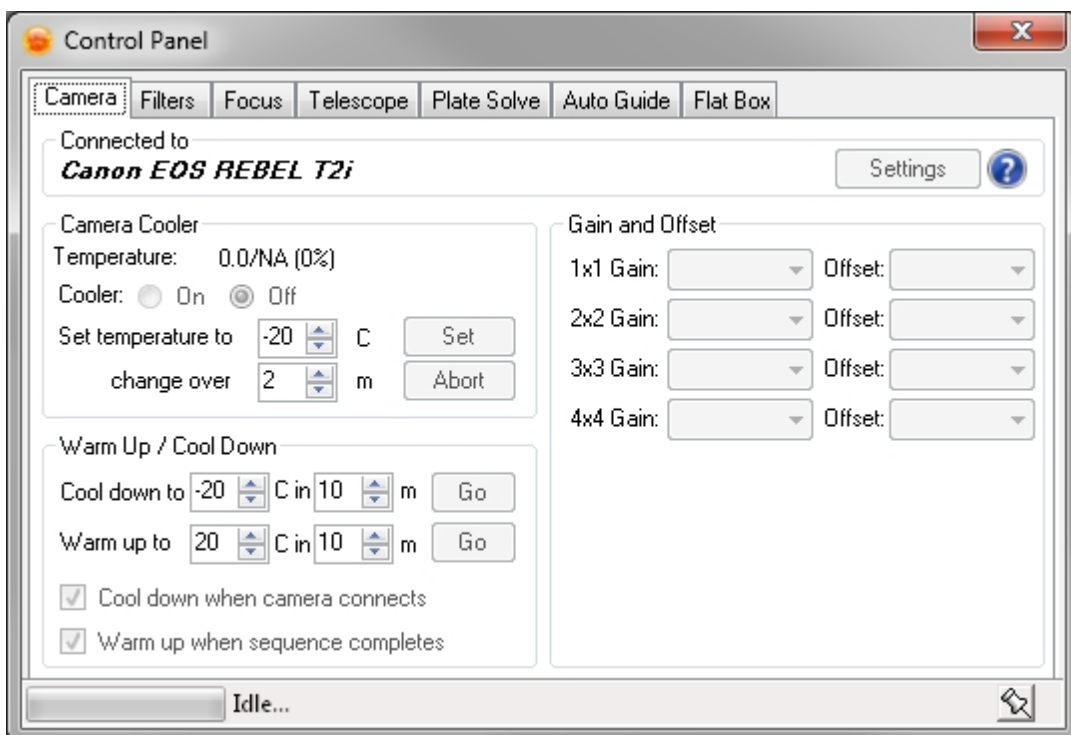 Control Panel
x
Camera Filters Focus Telescope Plate Solve Auto Guide Flat Box
Connected to
Canon EOS REBEL T2i
Settings ?
Camera Cooler
Temperature: 0.0/NA (0%)
Cooler: On Off
Set temperature to -20 C Set
change over 2 m Abort
Warm Up / Cool Down
Cool down to -20 C in 10 m Go
Warm up to 20 C in 10 m Go
Cool down when camera connects
Warm up when sequence completes
Gain and Offset
1x1 Gain: Offset:
2x2 Gain: Offset:
3x3 Gain: Offset:
4x4 Gain: Offset:
Idle...